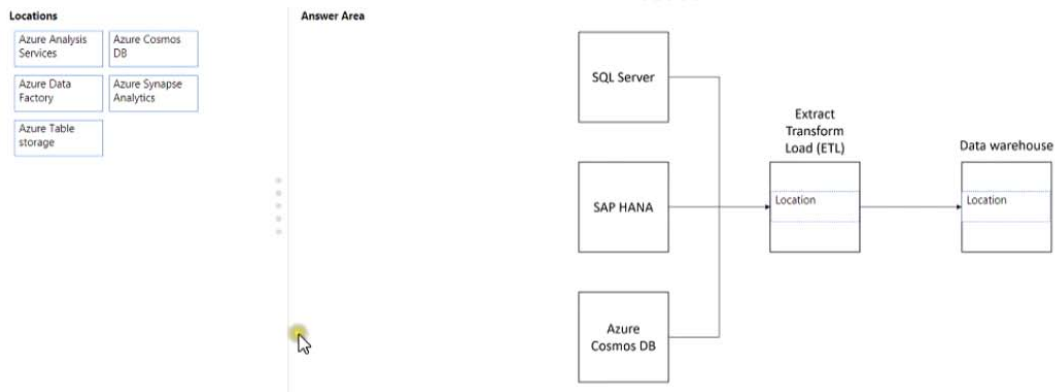 Locations
Answer Area
Azure Analysis
Services
Azure Cosmos
DB
Azure Data
Factory
Azure Synapse
Analytics
Azure Table
storage
SQL Server
SAP HANA
Azure
Cosmos DB
Extract
Transform
Load (ETL)
Location
Data warehouse
Location